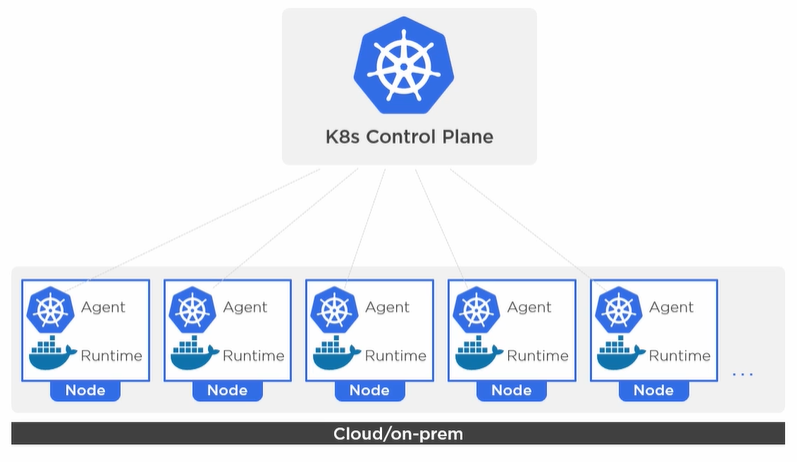 K8s Control Plane
Agent
Runtime
Node
Agent
Runtime
Node
Agent
Runtime
Node
Agent
Runtime
Node
Agent
Runtime
Node
...
Cloud/on-prem